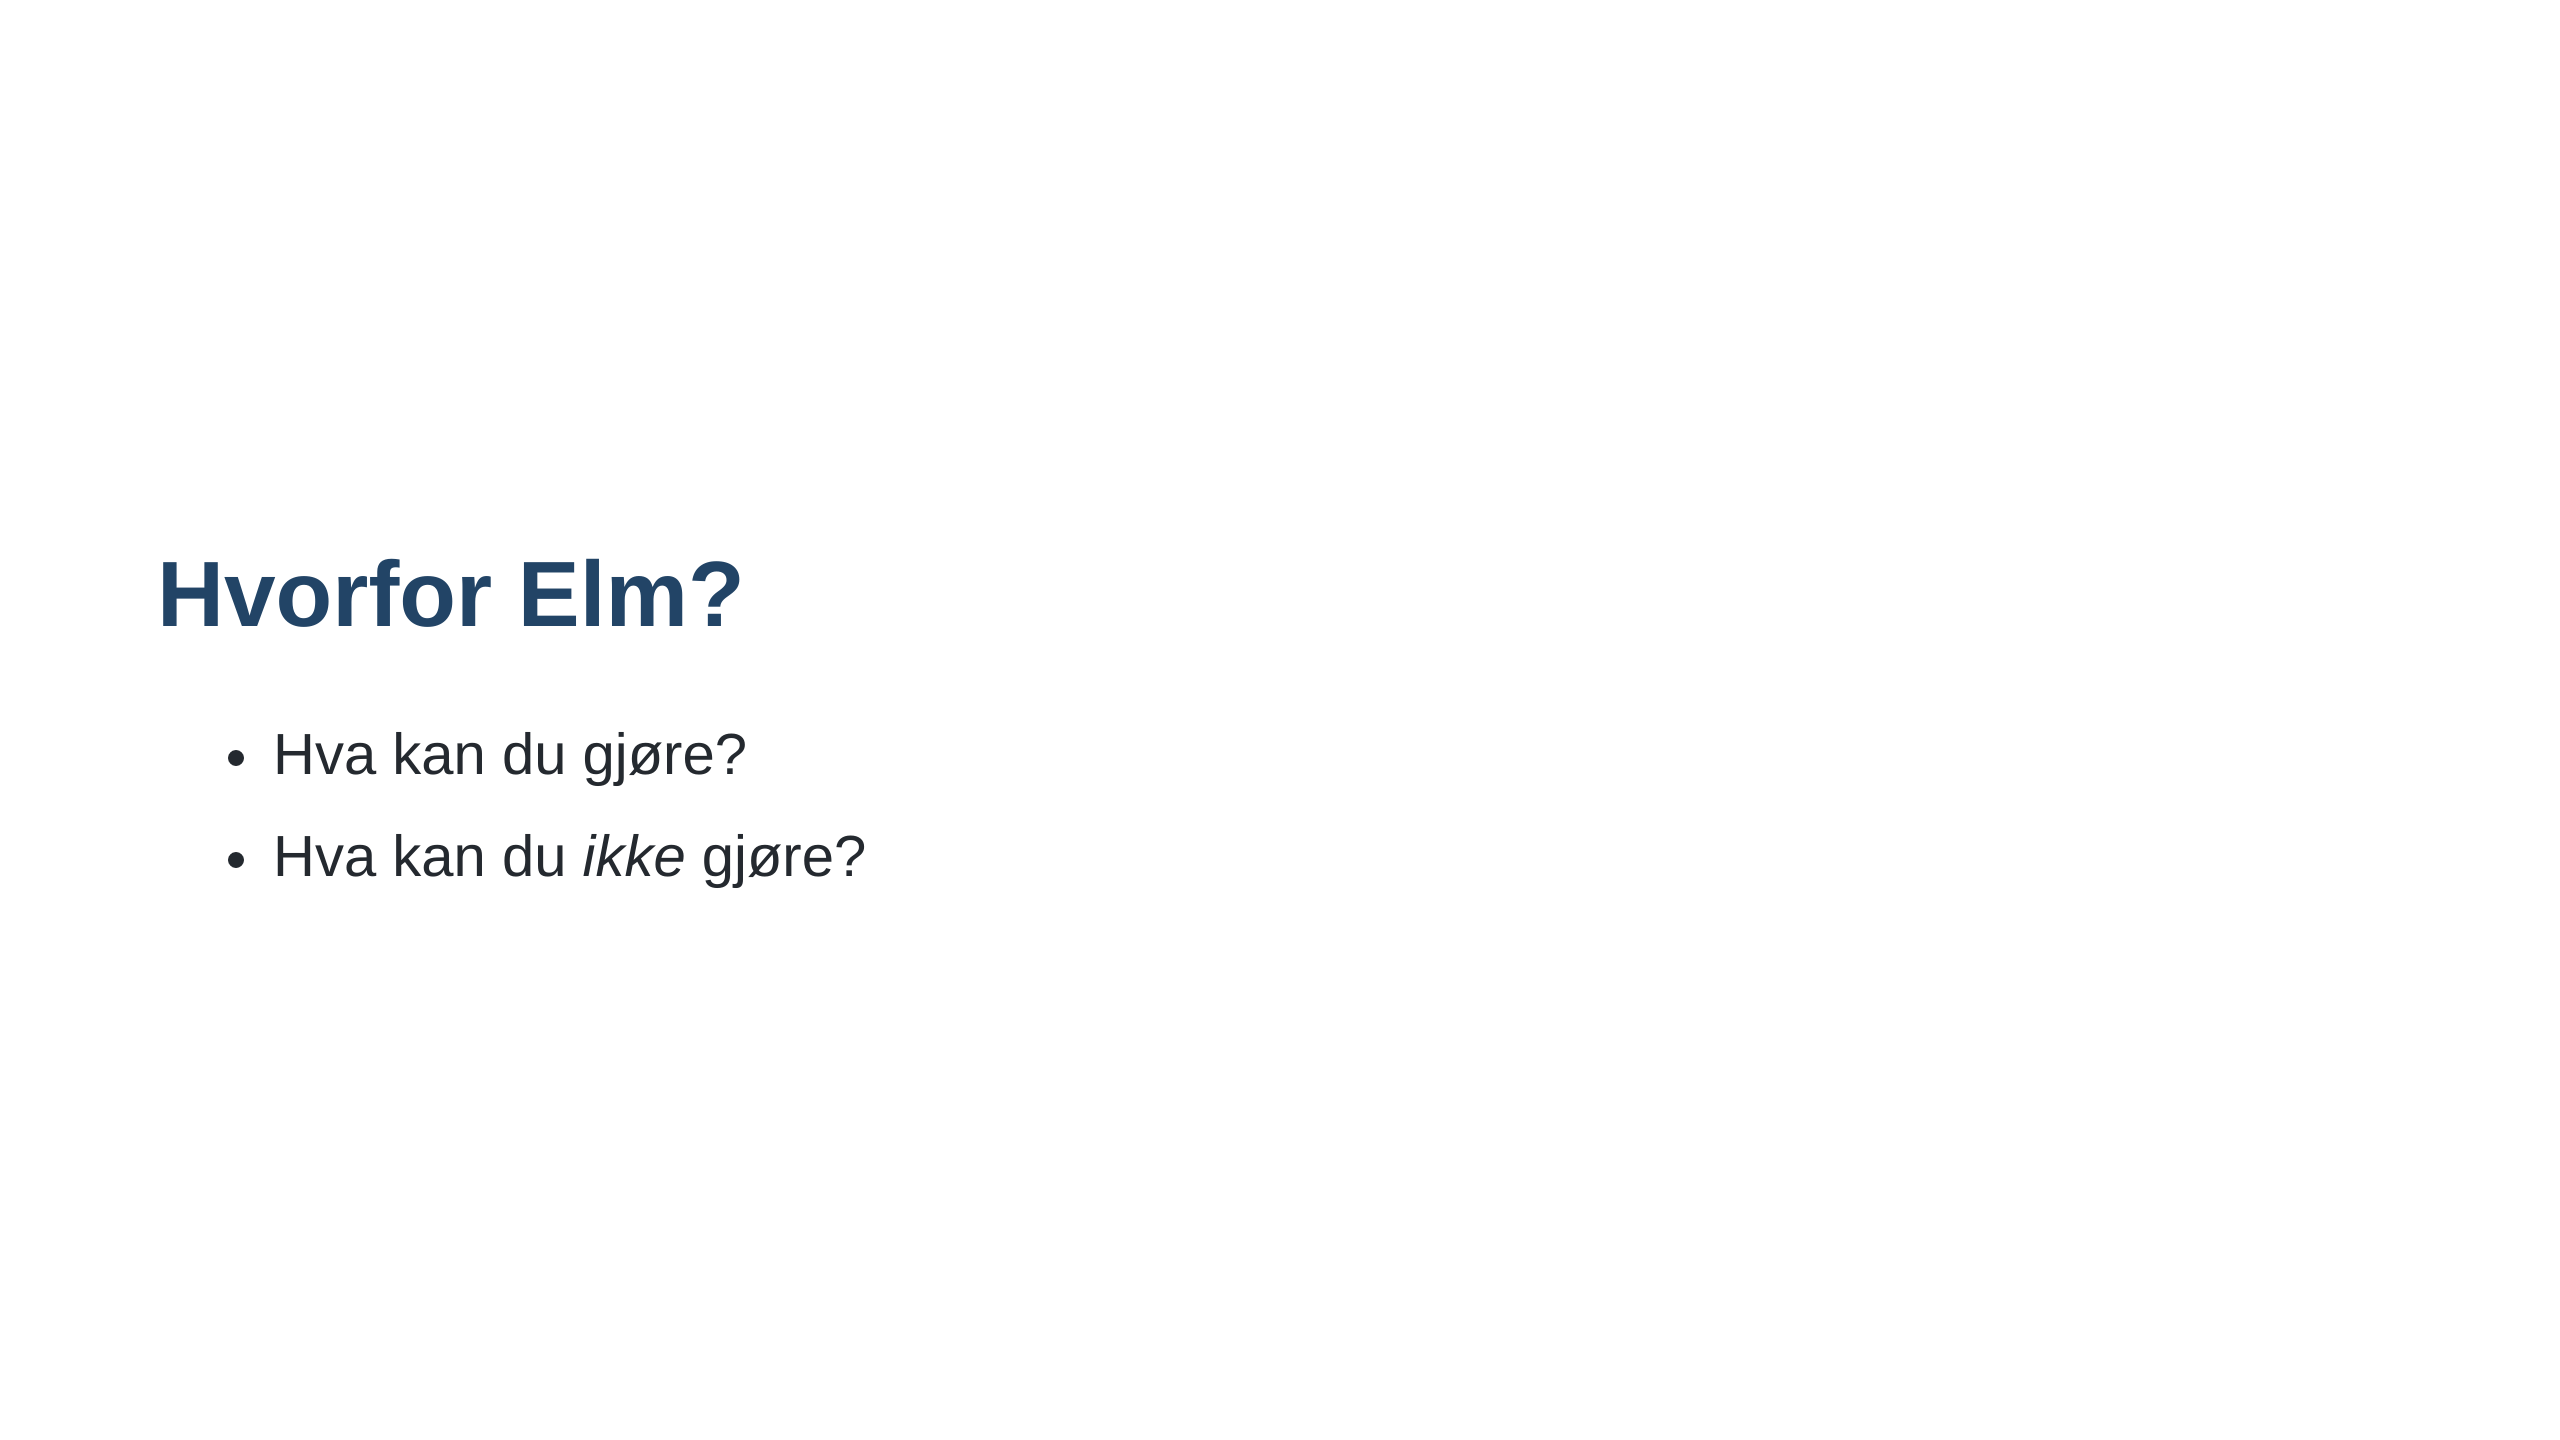 Hvorfor Elm?
Hva kan du gjøre?
Hva kan du ikke gjøre?